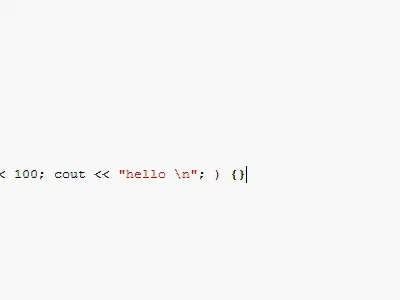 < 100; cout << "hello \n"; ) {}